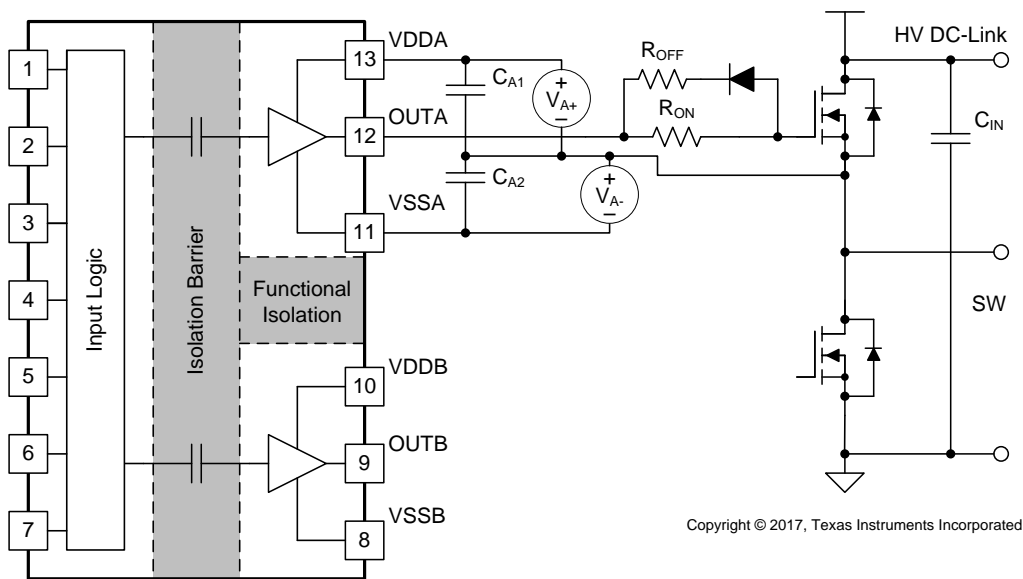 1
2
3
4
5
6
7
Input Logic
Isolation Barrier
Functional
Isolation
13
12
11
10
9
8
VDDA
OUTA
VSSA
VDDB
OUTB
VSSB
CA1
CA2
+
VA+
–
+
VA-
–
ROFF
RON
HV DC-Link
CIN
SW
Copyright © 2017, Texas Instruments Incorporated